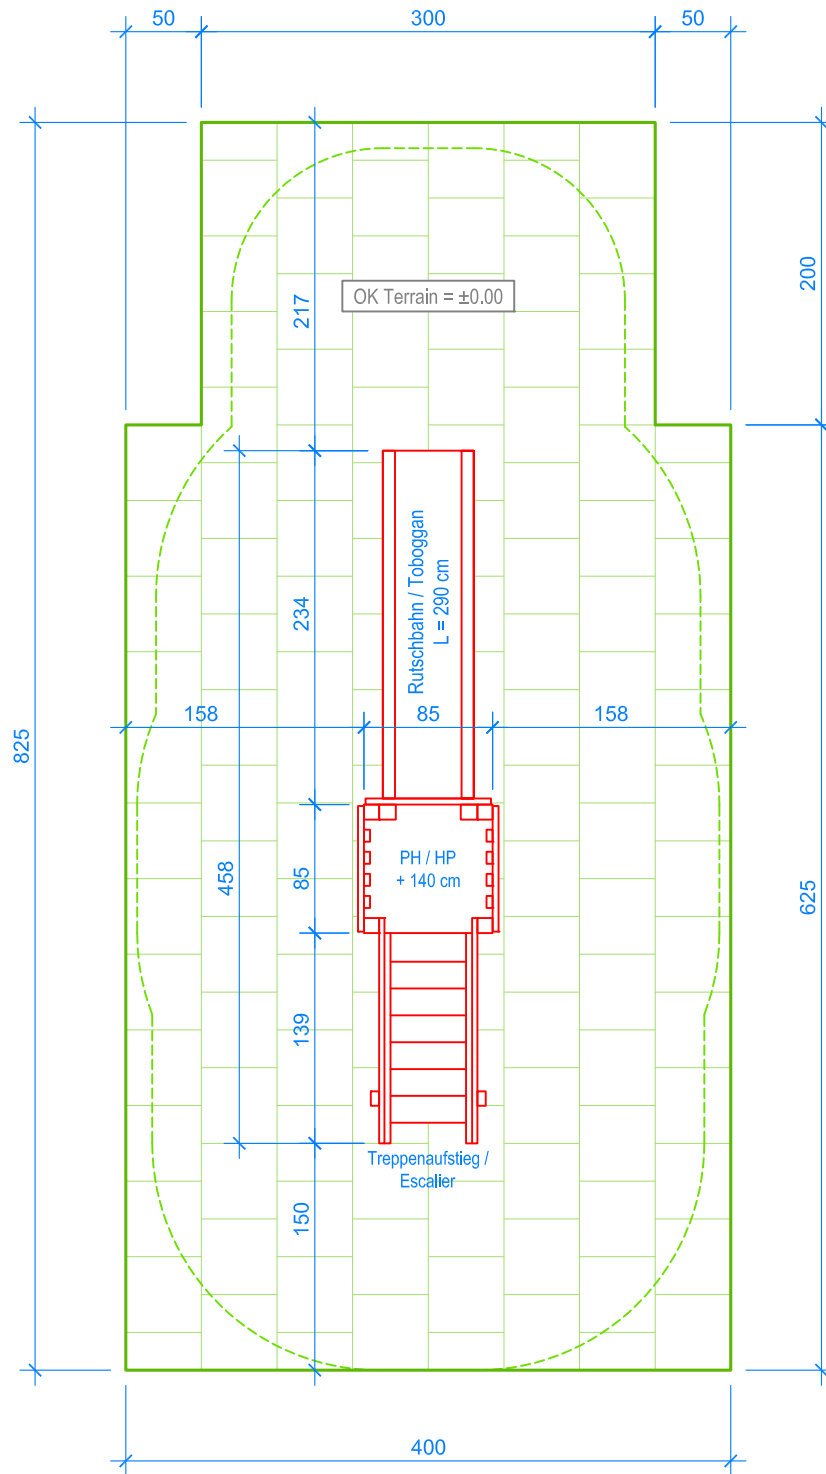 50
300
50
200
217
OK Terrain = ±0.00
Rutschbahn / Toboggan
L = 290 cm
234
158
85
158
825
458
85
PH / HP
+ 140 cm
625
139
Treppenaufstieg /
Escalier
150
400